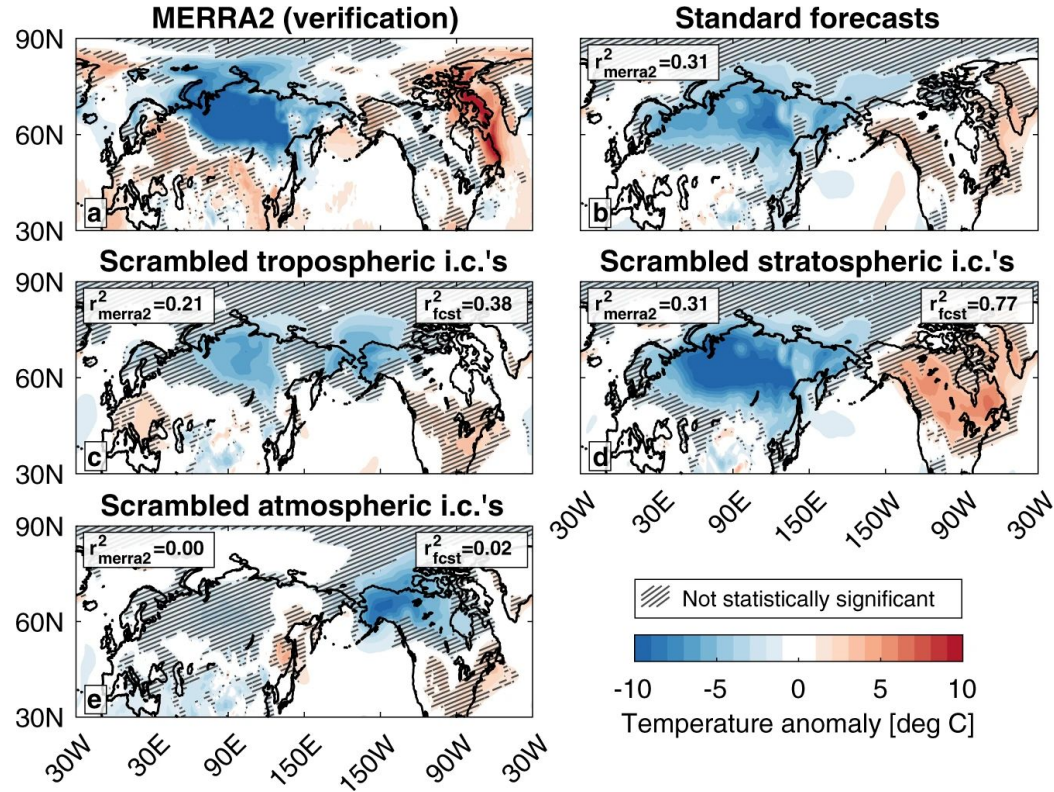 MERRA2 (verification)
Standard forecasts
90N
60N
30N
a
r²merra2=0.31
b
Scrambled tropospheric i.c.'s
Scrambled stratospheric i.c.'s
90N
60N
30N
r²merra2=0.21
r²fcst=0.38
c
r²merra2=0.31
r²fcst=0.77
d
30W
30E
90E
150E
150W
90W
30W
Scrambled atmospheric i.c.'s
90N
60N
30N
r²merra2=0.00
r²fcst=0.02
e
30W
30E
90E
150E
150W
90W
30W
Not statistically significant
-10 -5 0 5 10
Temperature anomaly [deg C]